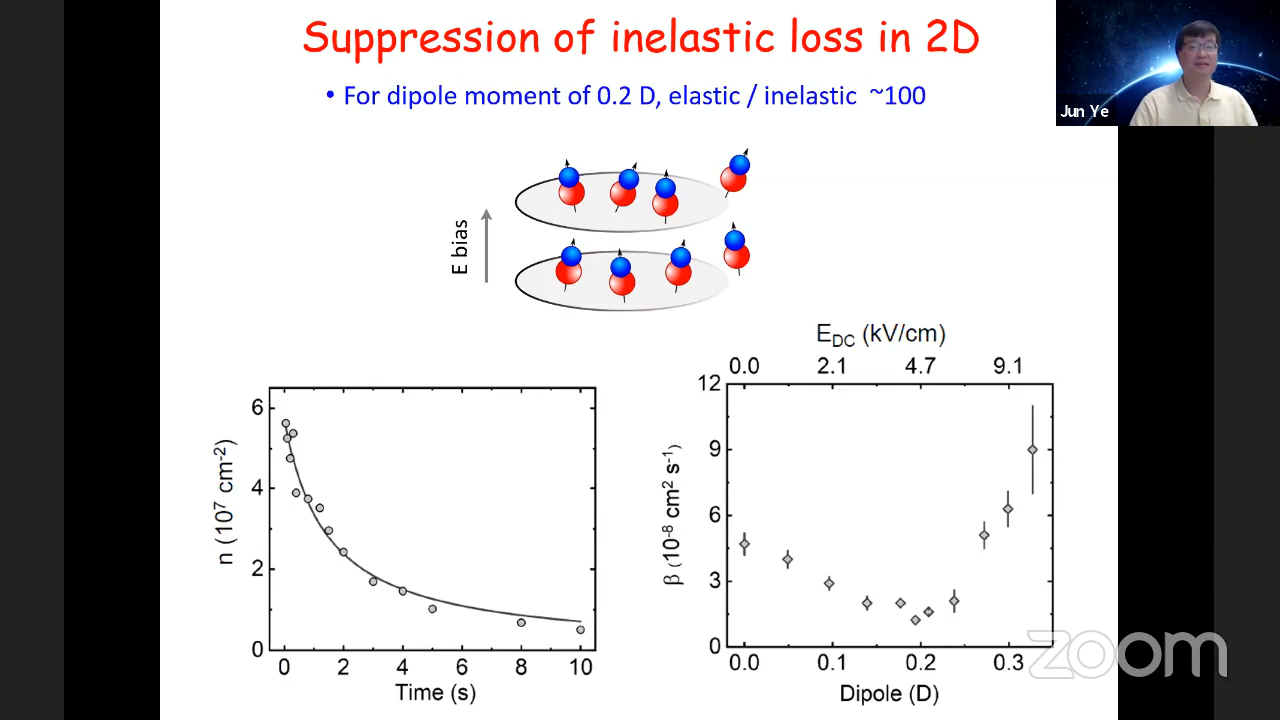 Suppression of inelastic loss in 2D
• For dipole moment of 0.2 D, elastic / inelastic ~100
Jun Ye
E bias
6
4
2
0
n (10⁷ cm⁻²)
0 2 4 6 8 10
Time (s)
E_DC (kV/cm)
0.0 2.1 4.7 9.1
12
9
6
3
0
β (10⁻⁸ cm² s⁻¹)
0.0 0.1 0.2 0.3
Dipole (D)
zoom